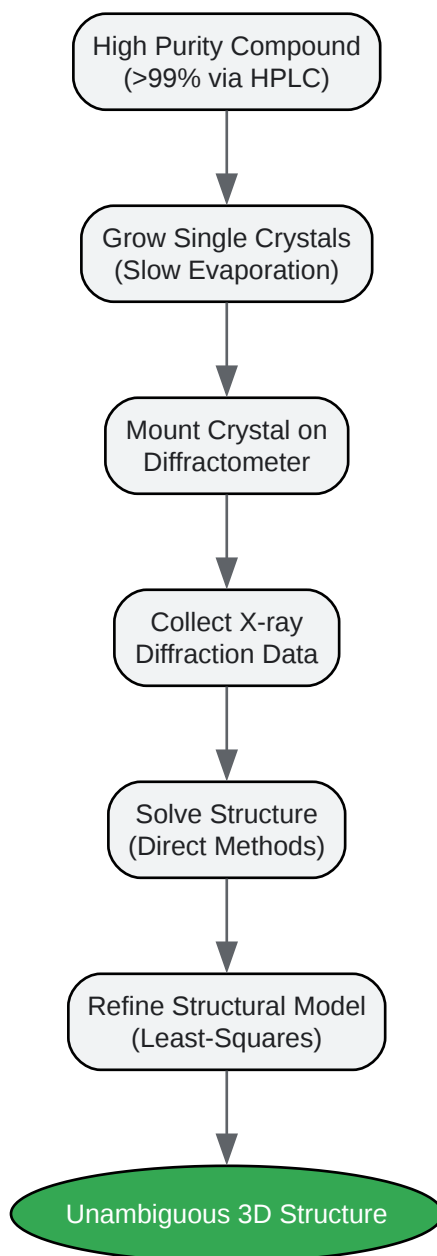 High Purity Compound
(>99% via HPLC)
Grow Single Crystals
(Slow Evaporation)
Mount Crystal on
Diffractometer
Collect X-ray
Diffraction Data
Solve Structure
(Direct Methods)
Refine Structural Model
(Least-Squares)
Unambiguous 3D Structure